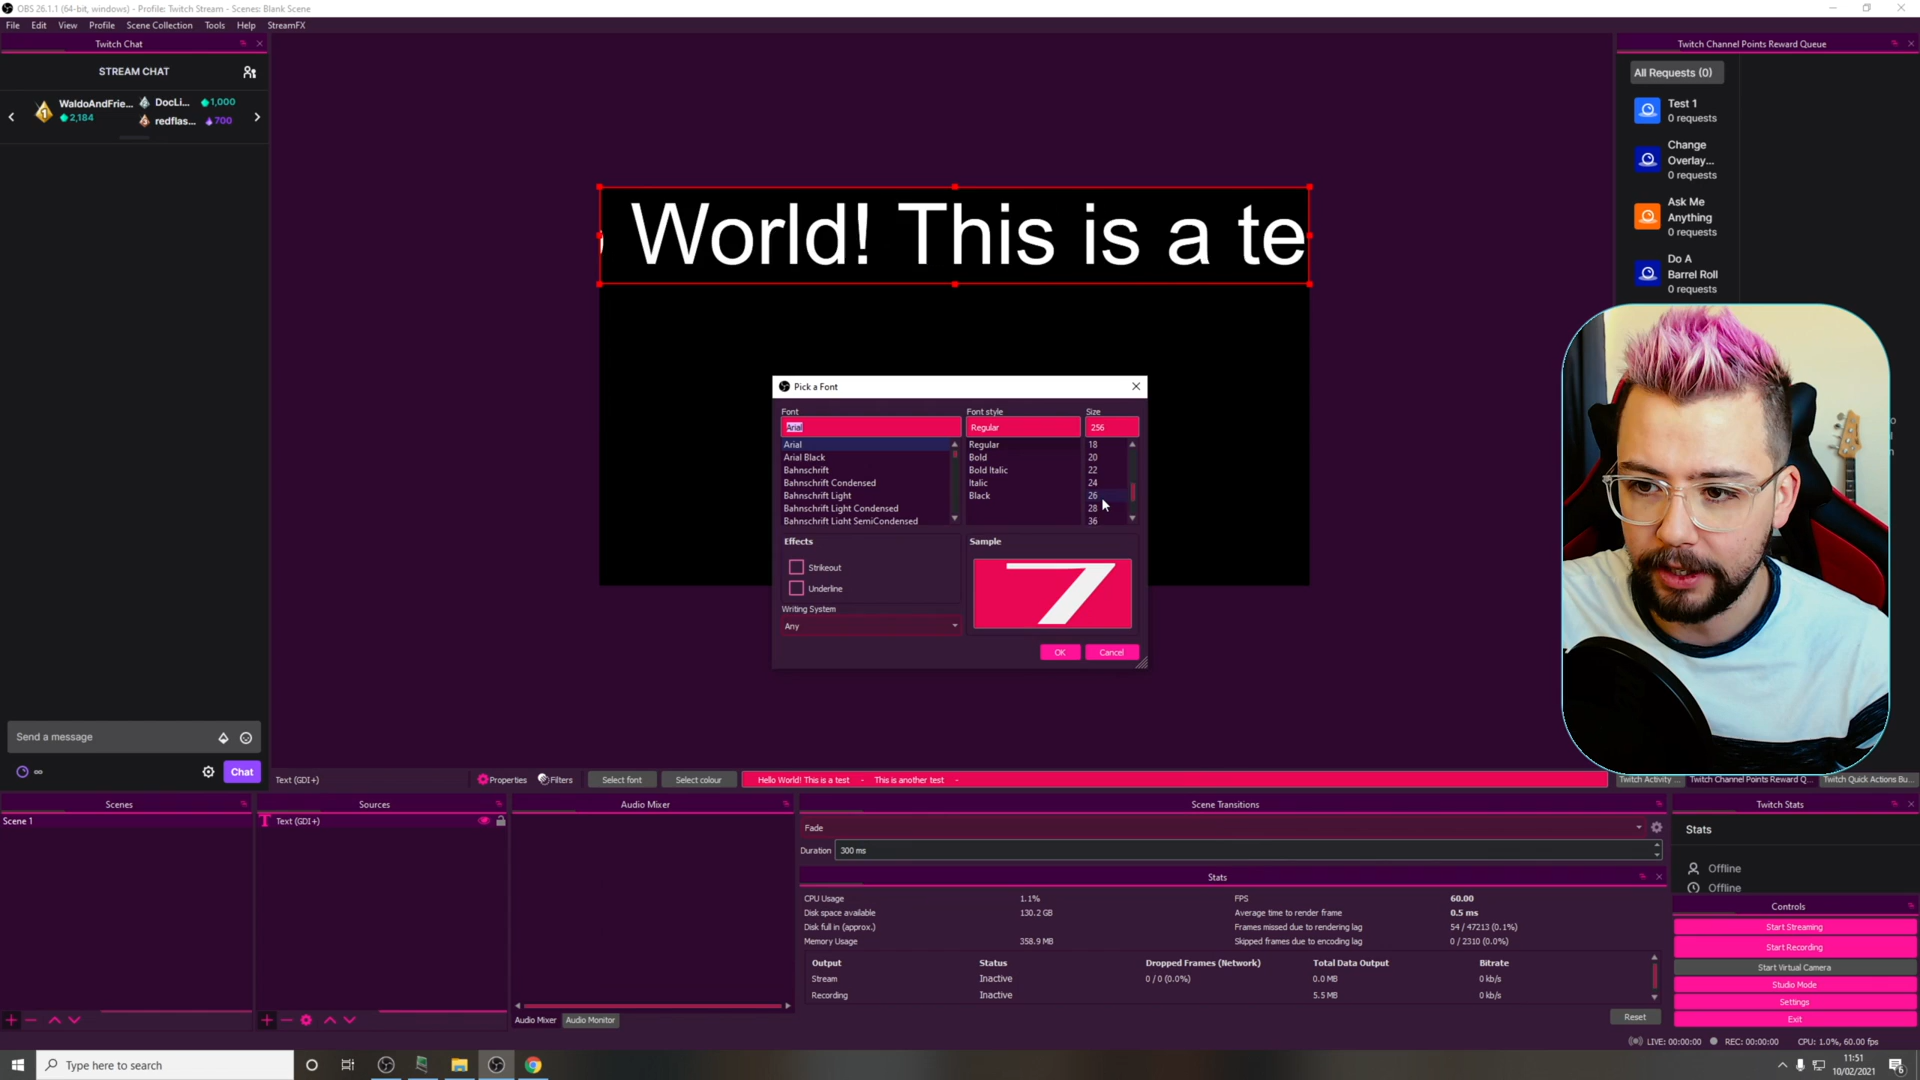 OBS 26.1.1 (64-bit, windows) - Profile: Twitch Stream - Scenes: Blank Scene
File Edit View Profile Scene Collection Tools Help StreamFX
Twitch Chat
STREAM CHAT
1 WaldoAndFrie... 2,184
DocLi... 1,000
redflas... 700
Twitch Channel Points Reward Queue
All Requests (0)
Test 1
0 requests
Change Overlay...
0 requests
Ask Me Anything
0 requests
Do A Barrel Roll
0 requests
World! This is a te
Pick a Font
Font Font style Size
Arial Regular 256
Arial
Arial Black
Bahnschrift
Bahnschrift Condensed
Bahnschrift Light
Bahnschrift Light Condensed
Bahnschrift Light SemiCondensed
Regular
Bold
Bold Italic
Italic
Black
18
20
22
24
26
28
36
Effects
Strikeout
Underline
Writing System
Any
Sample
OK Cancel
Send a message
Chat
Text (GDI+) Properties Filters Select font Select colour Hello World! This is a test - This is another test -
Twitch Activity ... Twitch Channel Points Reward Q... Twitch Quick Actions Bu...
Scenes
Scene 1
Sources
Text (GDI+)
Audio Mixer
Audio Mixer Audio Monitor
Scene Transitions
Fade
Duration 300 ms
Stats
CPU Usage 1.1%
Disk space available 130.2 GB
Disk full in (approx.)
Memory Usage 358.9 MB
FPS 60.00
Average time to render frame 0.5 ms
Frames missed due to rendering lag 54 / 47213 (0.1%)
Skipped frames due to encoding lag 0 / 2310 (0.0%)
Output Status Dropped Frames (Network) Total Data Output Bitrate
Stream Inactive 0 / 0 (0.0%) 0.0 MB 0 kb/s
Recording Inactive 5.5 MB 0 kb/s
Reset
Twitch Stats
Stats
Offline
Offline
Controls
Start Streaming
Start Recording
Start Virtual Camera
Studio Mode
Settings
Exit
LIVE: 00:00:00 REC: 00:00:00 CPU: 1.0%, 60.00 fps
Type here to search
11:51
10/02/2021
6